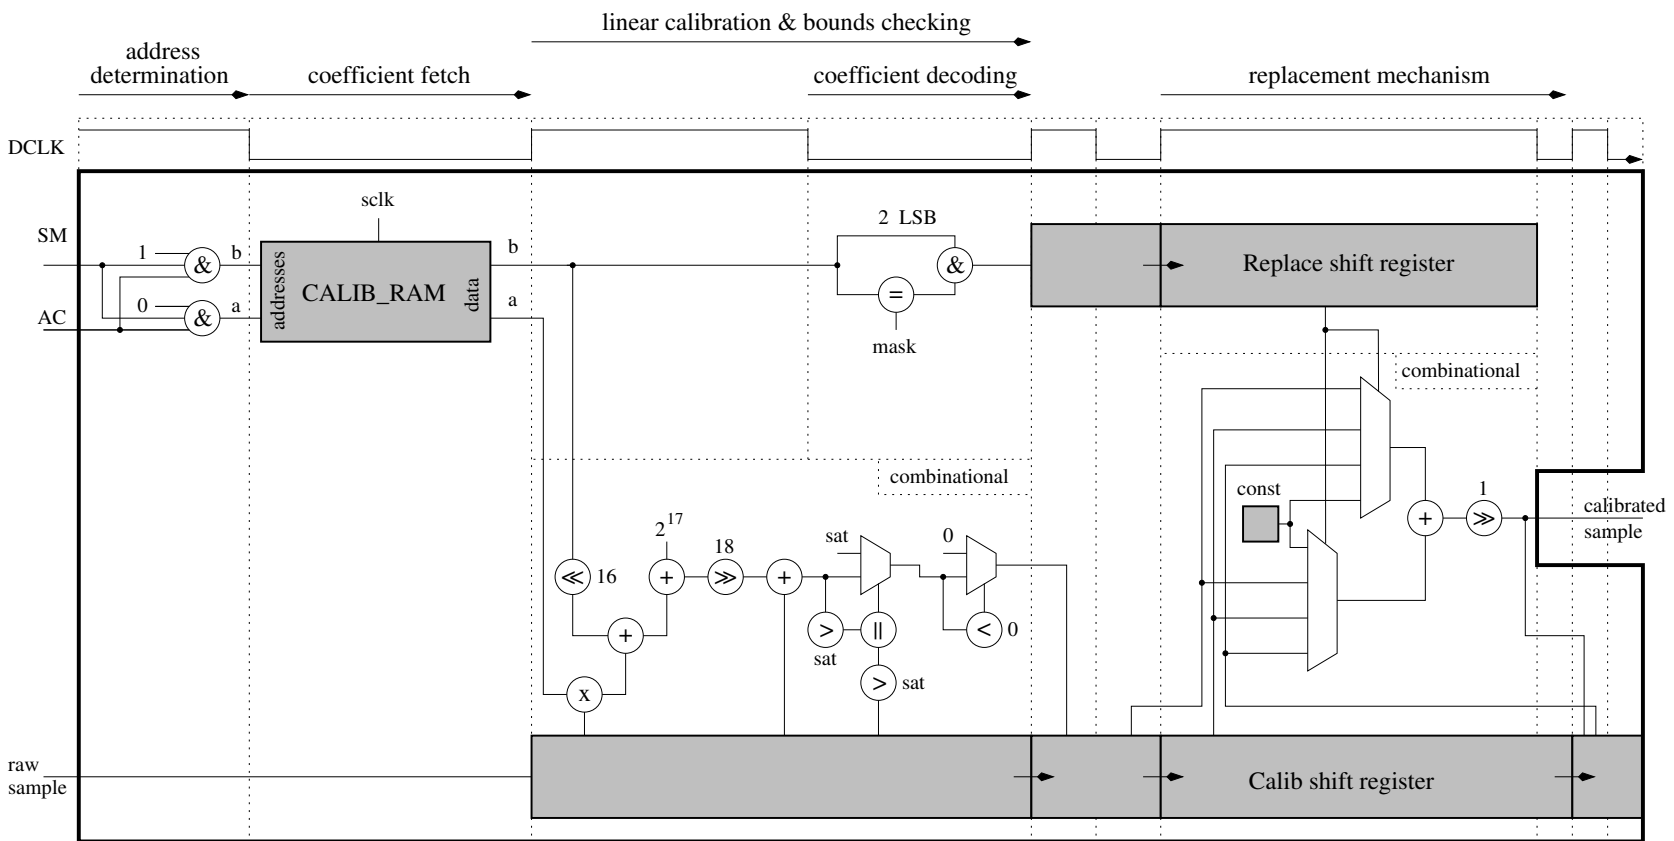 linear calibration & bounds checking
address
determination
coefficient fetch
coefficient decoding
replacement mechanism
DCLK
sclk
SM
1
&
b
0
&
a
AC
addresses
CALIB_RAM
data
b
a
2 LSB
&
=
mask
Replace shift register
combinational
combinational
const
1
+
≫
calibrated
sample
2^17
sat
0
≪
16
+
18
≫
+
+
>
sat
||
<
0
>
sat
x
raw
sample
Calib shift register